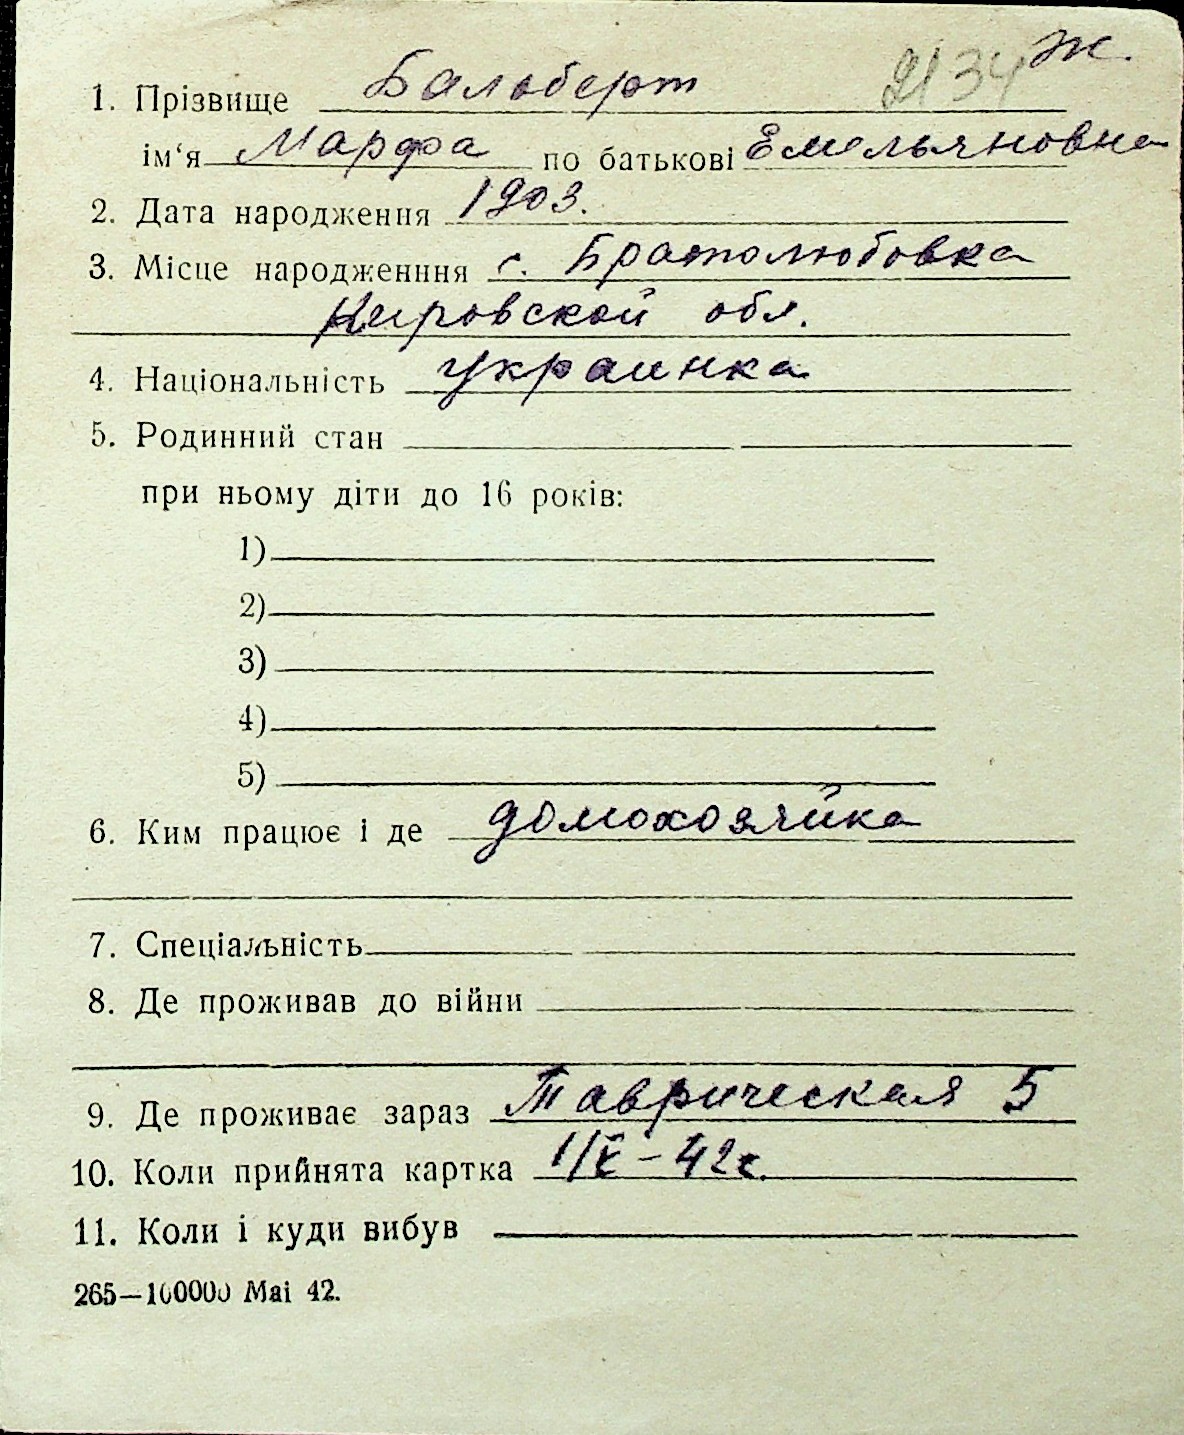 2134 Ж.
1. Прізвище Бальоберт
ім‘я Марфа по батькові Емельяновна
2. Дата народження 1903.
3. Місце народженння с. Братолюбовка
Кировской обл.
4. Національність украинка
5. Родинний стан
при ньому діти до 16 років:
1)
2)
3)
4)
5)
6. Ким працює і де домохозяйка
7. Спеціальність
8. Де проживав до війни
9. Де проживає зараз Таврическая 5
10. Коли прийнята картка 1/X - 42г.
11. Коли і куди вибув
265—100000 Mai 42.